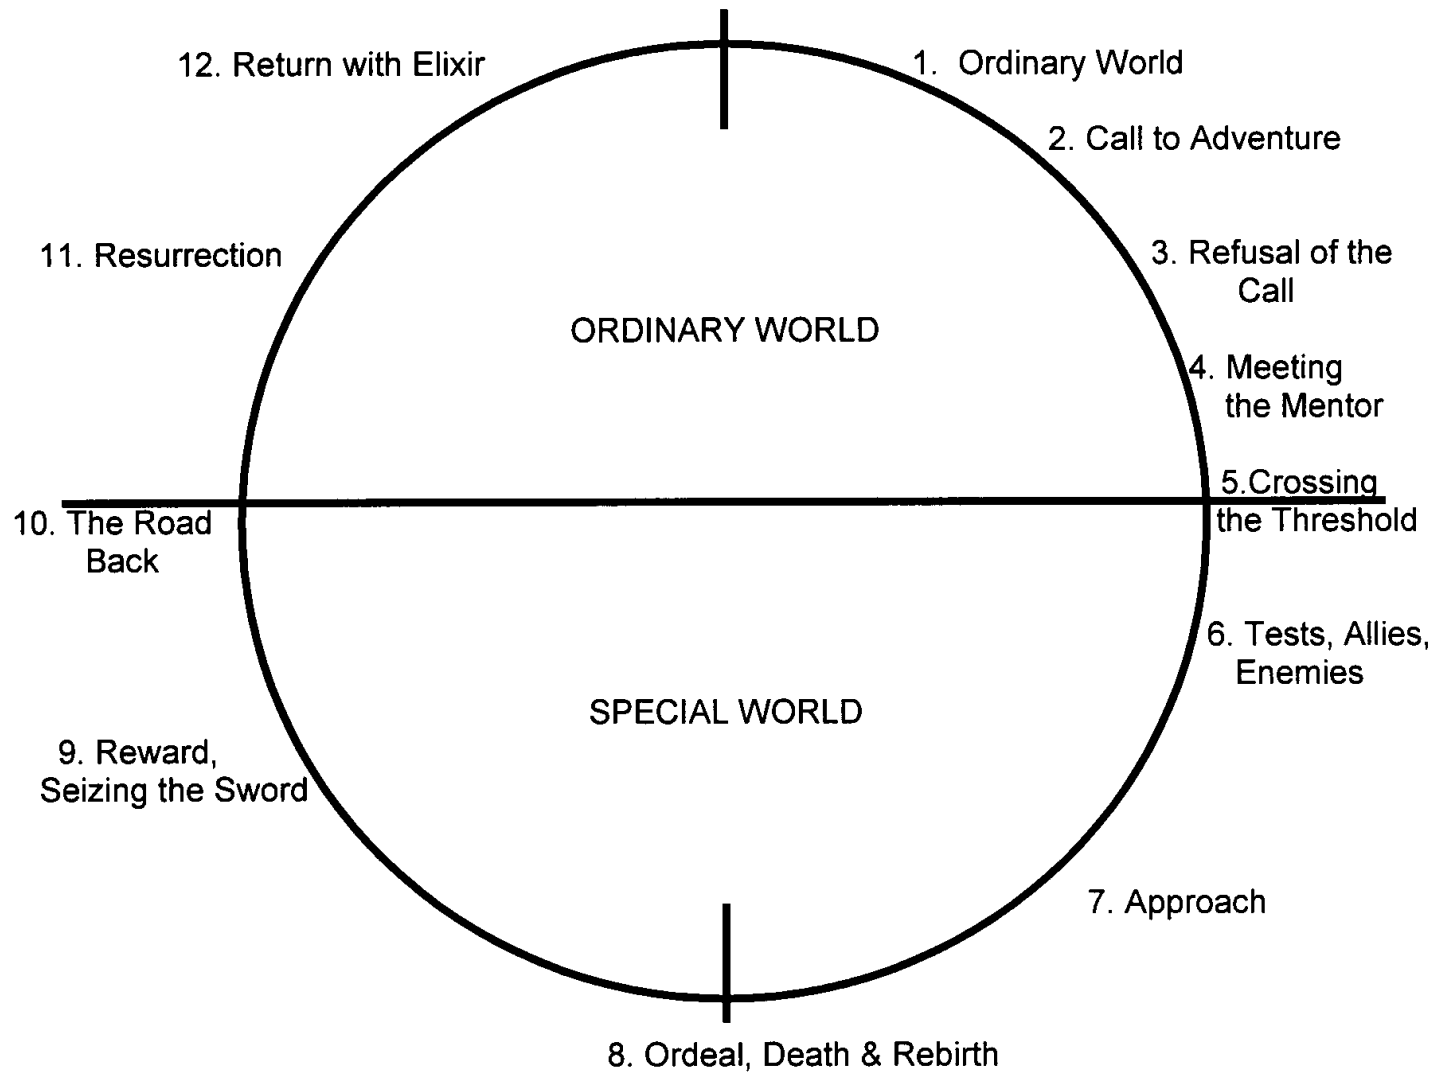 12. Return with Elixir
1. Ordinary World
2. Call to Adventure
11. Resurrection
3. Refusal of the
Call
ORDINARY WORLD
4. Meeting
the Mentor
5.Crossing
the Threshold
10. The Road
Back
6. Tests, Allies,
Enemies
SPECIAL WORLD
9. Reward,
Seizing the Sword
7. Approach
8. Ordeal, Death & Rebirth